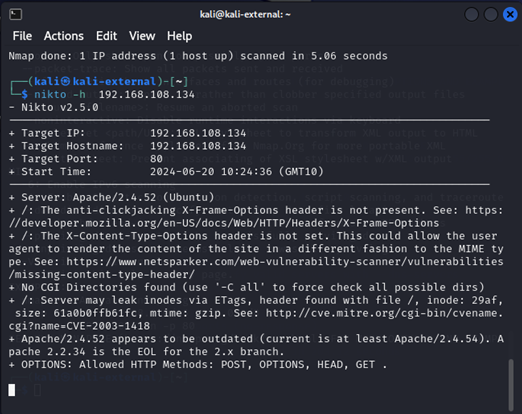 kali@kali-external: ~
File Actions Edit View Help
Nmap done: 1 IP address (1 host up) scanned in 5.06 seconds
┌──(kali㉿kali-external)-[~]
└─$ nikto -h 192.168.108.134
- Nikto v2.5.0
+ Target IP: 192.168.108.134
+ Target Hostname: 192.168.108.134
+ Target Port: 80
+ Start Time: 2024-06-20 10:24:36 (GMT10)
+ Server: Apache/2.4.52 (Ubuntu)
+ /: The anti-clickjacking X-Frame-Options header is not present. See: https:
//developer.mozilla.org/en-US/docs/Web/HTTP/Headers/X-Frame-Options
+ /: The X-Content-Type-Options header is not set. This could allow the user
agent to render the content of the site in a different fashion to the MIME ty
pe. See: https://www.netsparker.com/web-vulnerability-scanner/vulnerabilities
/missing-content-type-header/
+ No CGI Directories found (use '-C all' to force check all possible dirs)
+ /: Server may leak inodes via ETags, header found with file /, inode: 29af,
size: 61a0b0ffb61fc, mtime: gzip. See: http://cve.mitre.org/cgi-bin/cvename.
cgi?name=CVE-2003-1418
+ Apache/2.4.52 appears to be outdated (current is at least Apache/2.4.54). A
pache 2.2.34 is the EOL for the 2.x branch.
+ OPTIONS: Allowed HTTP Methods: POST, OPTIONS, HEAD, GET .